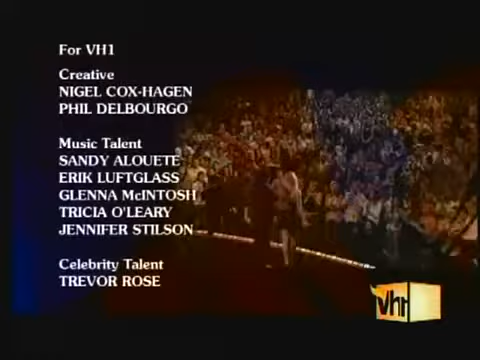 For VH1
Creative
NIGEL COX-HAGEN
PHIL DELBOURGO
Music Talent
SANDY ALOUETE
ERIK LUFTGLASS
GLENNA McINTOSH
TRICIA O'LEARY
JENNIFER STILSON
Celebrity Talent
TREVOR ROSE
vh1